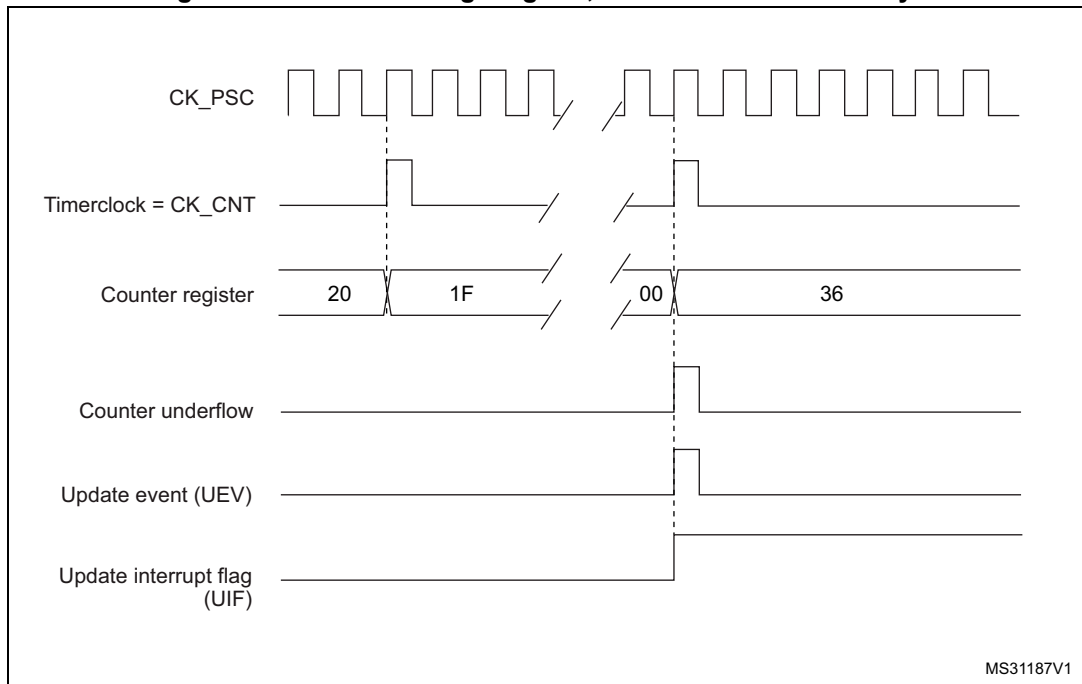 CK_PSC
Timerclock = CK_CNT
Counter register 20 1F 00 36
Counter underflow
Update event (UEV)
Update interrupt flag
(UIF)
MS31187V1